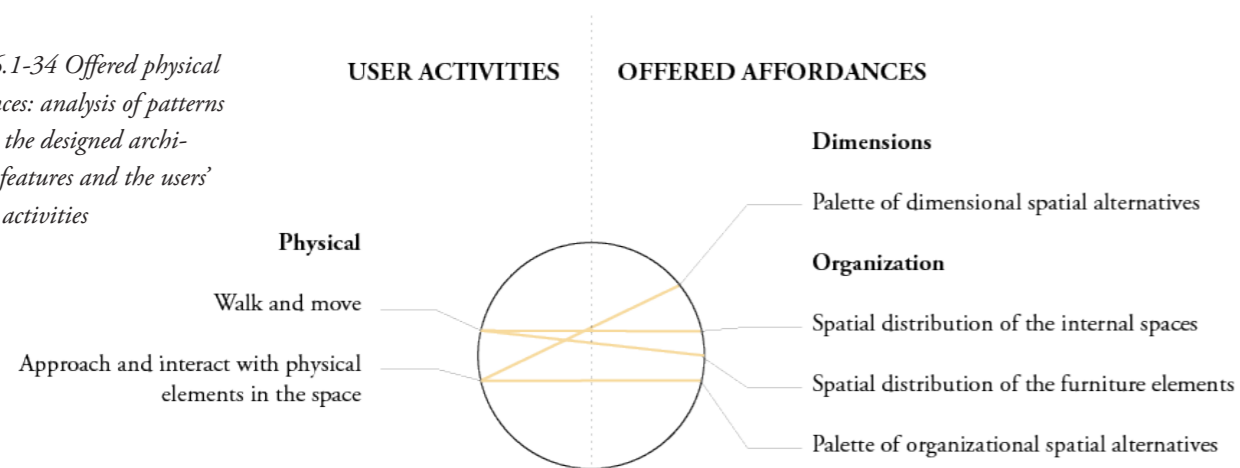 6.1-34 Offered physical
nces: analysis of patterns
the designed archi-
features and the users'
activities
USER ACTIVITIES
OFFERED AFFORDANCES
Physical
Walk and move
Approach and interact with physical
elements in the space
Dimensions
Palette of dimensional spatial alternatives
Organization
Spatial distribution of the internal spaces
Spatial distribution of the furniture elements
Palette of organizational spatial alternatives